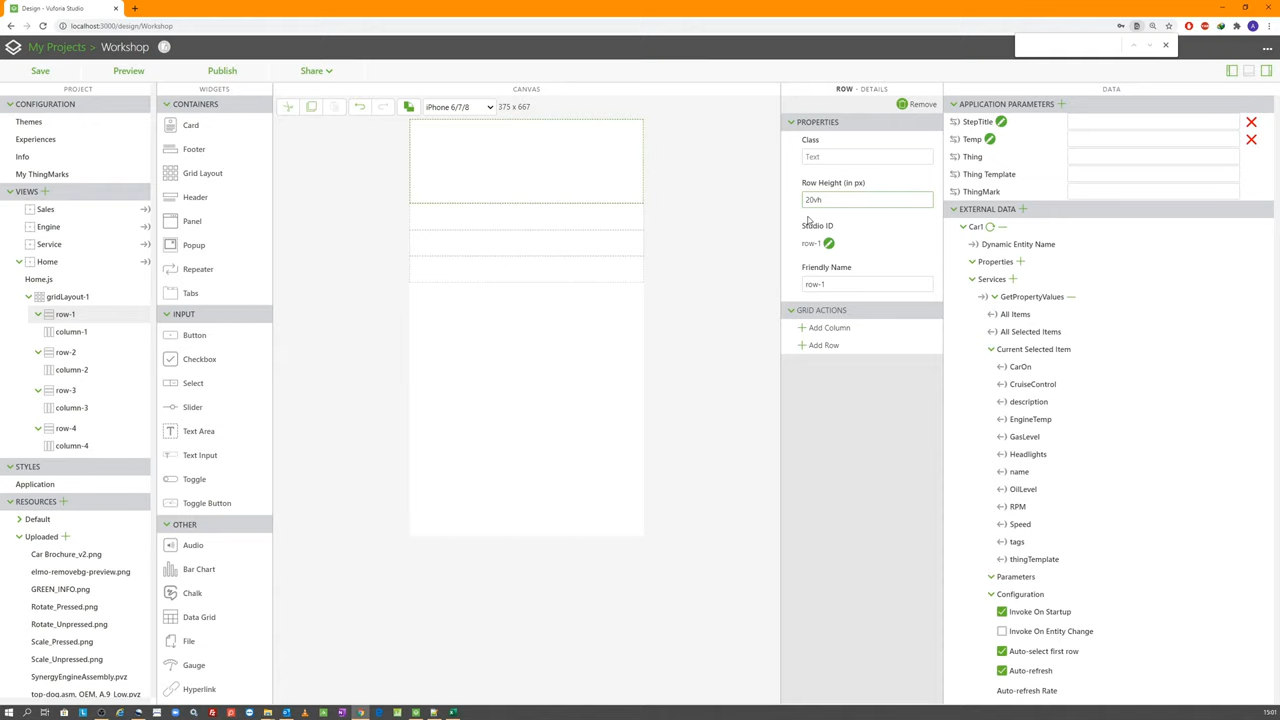 Design - Vuforia Studio
localhost:3000/design/Workshop
My Projects > Workshop
Save
Preview
Publish
Share
PROJECT
WIDGETS
CANVAS
ROW - DETAILS
DATA
CONFIGURATION
Themes
Experiences
Info
My ThingMarks
VIEWS
Sales
Engine
Service
Home
Home.js
gridLayout-1
row-1
column-1
row-2
column-2
row-3
column-3
row-4
column-4
STYLES
Application
RESOURCES
Default
Uploaded
Car Brochure_v2.png
elmo-removebg-preview.png
GREEN_INFO.png
Rotate_Pressed.png
Rotate_Unpressed.png
Scale_Pressed.png
Scale_Unpressed.png
SynergyEngineAssembly.pvz
top-dog.asm, OEM, A.9_Low.pvz
CONTAINERS
Card
Footer
Grid Layout
Header
Panel
Popup
Repeater
Tabs
INPUT
Button
Checkbox
Select
Slider
Text Area
Text Input
Toggle
Toggle Button
OTHER
Audio
Bar Chart
Chalk
Data Grid
File
Gauge
Hyperlink
iPhone 6/7/8
375 x 667
Remove
PROPERTIES
Class
Text
Row Height (in px)
20vh
Studio ID
row-1
Friendly Name
row-1
GRID ACTIONS
Add Column
Add Row
APPLICATION PARAMETERS
StepTitle
Temp
Thing
Thing Template
ThingMark
EXTERNAL DATA
Car1
Dynamic Entity Name
Properties
Services
GetPropertyValues
All Items
All Selected Items
Current Selected Item
CarOn
CruiseControl
description
EngineTemp
GasLevel
Headlights
name
OilLevel
RPM
Speed
tags
thingTemplate
Parameters
Configuration
Invoke On Startup
Invoke On Entity Change
Auto-select first row
Auto-refresh
Auto-refresh Rate
15:01